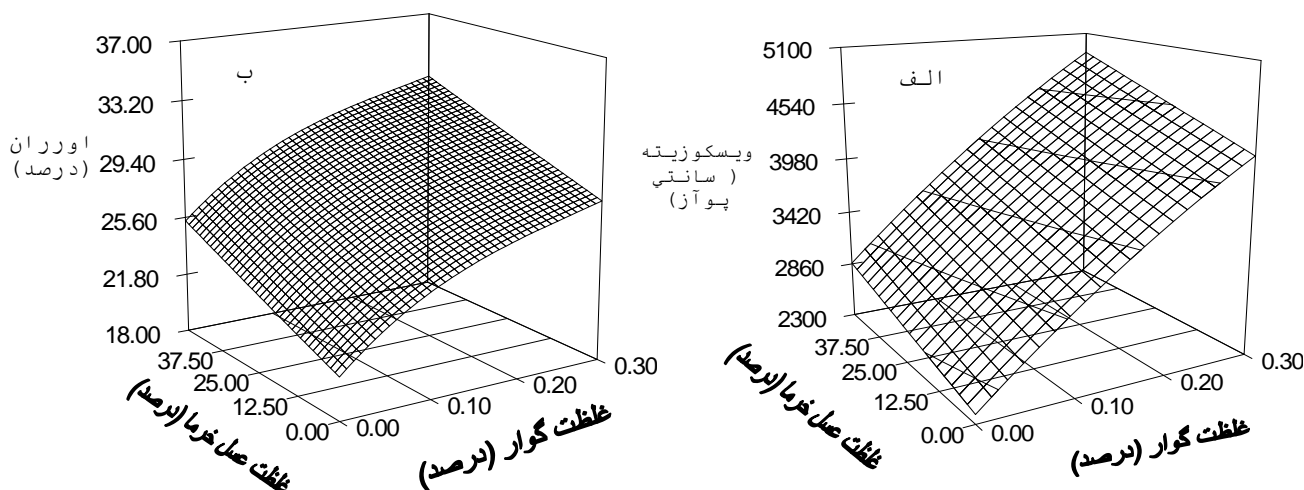 37.00
33.20
29.40
25.60
21.80
18.00
ب
اورران
(درصد)
37.50
25.00
12.50
0.00
0.00
0.10
0.20
0.30
غلظت عسل خرما (درصد)
غلظت گوار (درصد)
5100
4540
3980
3420
2860
2300
الف
ويسكوزيته
( سانتي
پوآز)
37.50
25.00
12.50
0.00
0.00
0.10
0.20
0.30
غلظت عسل خرما (درصد)
غلظت گوار (درصد)